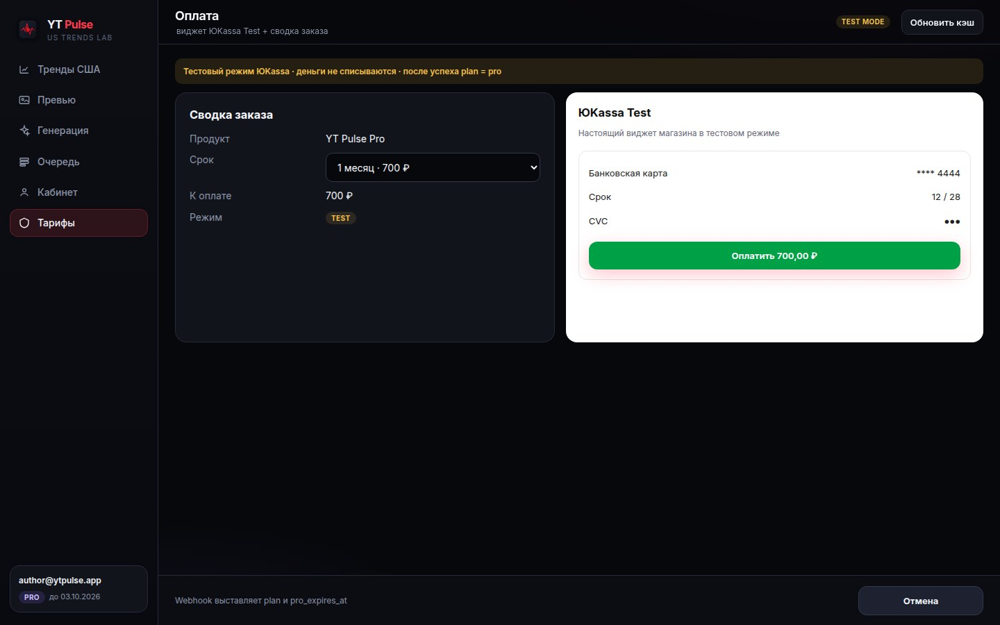 YT Pulse
US TRENDS LAB
Тренды США
Превью
Генерация
Очередь
Кабинет
Тарифы
author@ytpulse.app
PRO до 03.10.2026
Оплата
виджет ЮKassa Test + сводка заказа
TEST MODE
Обновить кэш
Тестовый режим ЮKassa · деньги не списываются · после успеха plan = pro
Сводка заказа
Продукт YT Pulse Pro
Срок 1 месяц · 700 ₽
К оплате 700 ₽
Режим TEST
ЮKassa Test
Настоящий виджет магазина в тестовом режиме
Банковская карта **** 4444
Срок 12 / 28
CVC ●●●
Оплатить 700,00 ₽
Webhook выставляет plan и pro_expires_at
Отмена